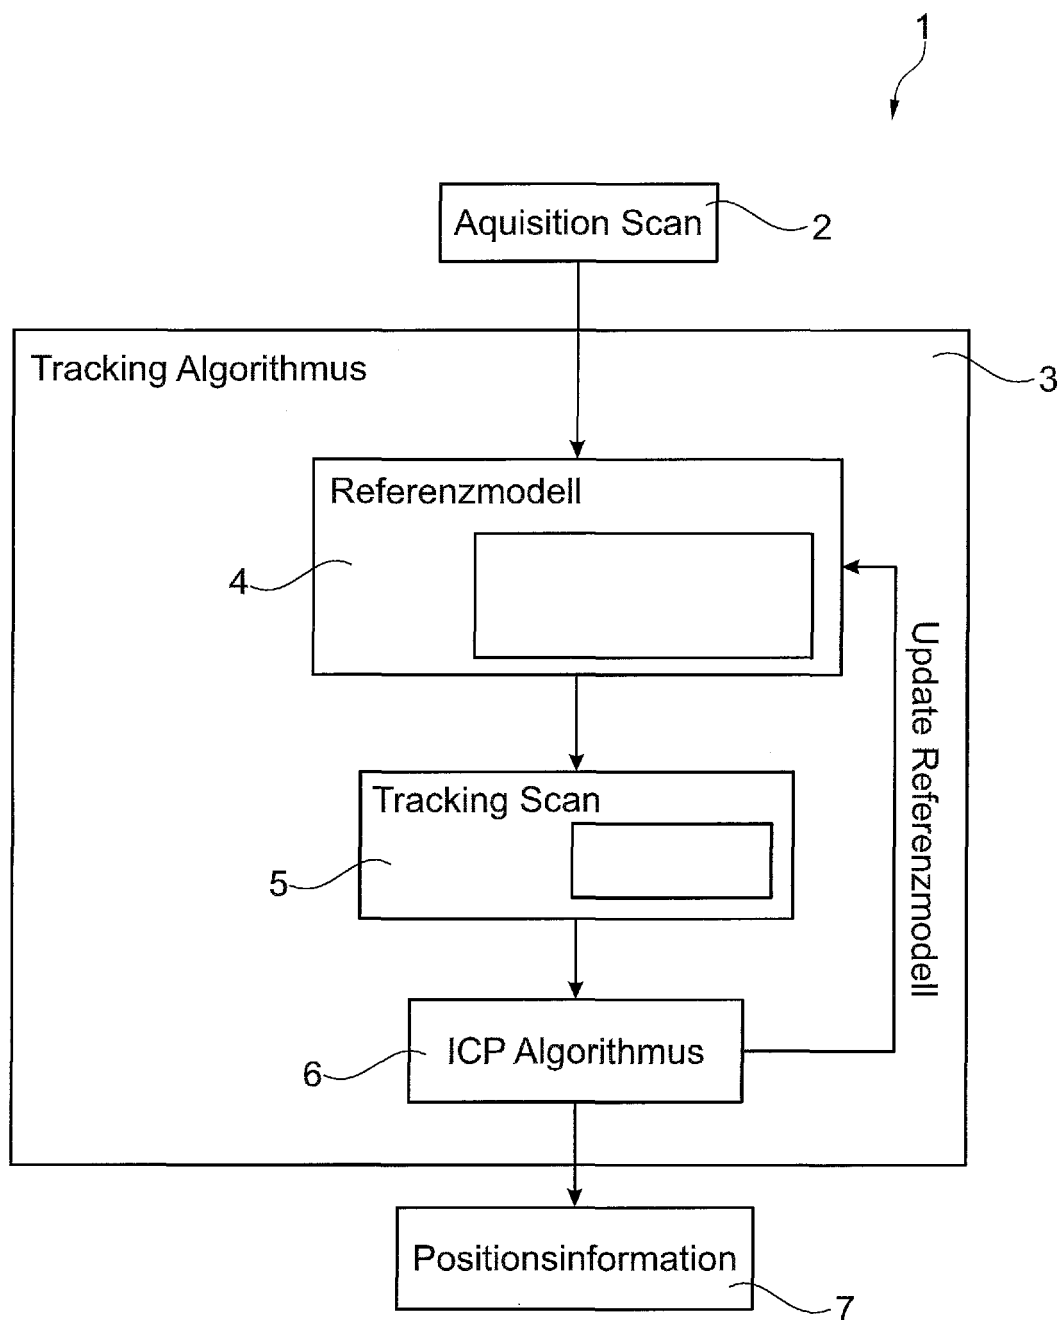 1
Aquisition Scan
2
Tracking Algorithmus
3
Referenzmodell
4
Update Referenzmodell
Tracking Scan
5
ICP Algorithmus
6
Positionsinformation
7